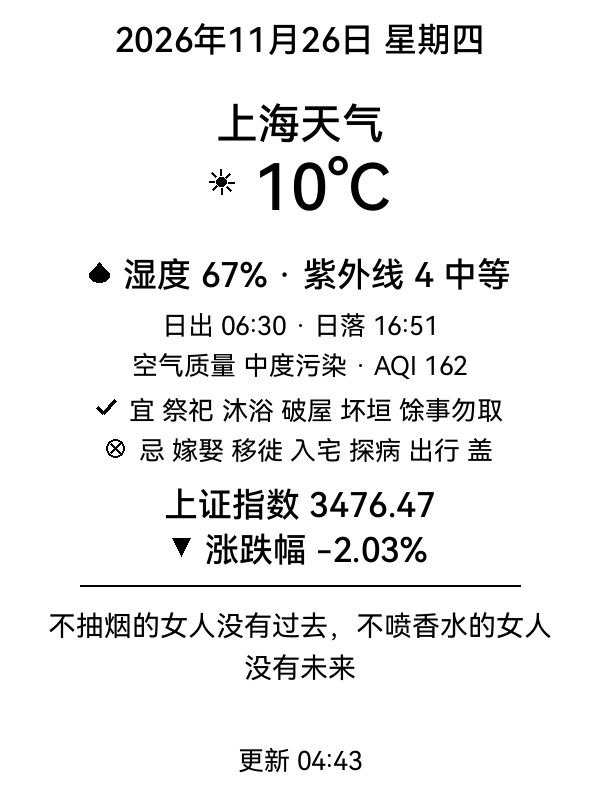 2026年11月26日 星期四
上海天气
10°C
湿度 67% · 紫外线 4 中等
日出 06:30 · 日落 16:51
空气质量 中度污染 · AQI 162
宜 祭祀 沐浴 破屋 坏垣 馀事勿取
忌 嫁娶 移徙 入宅 探病 出行 盖
上证指数 3476.47
涨跌幅 -2.03%
不抽烟的女人没有过去，不喷香水的女人
没有未来
更新 04:43